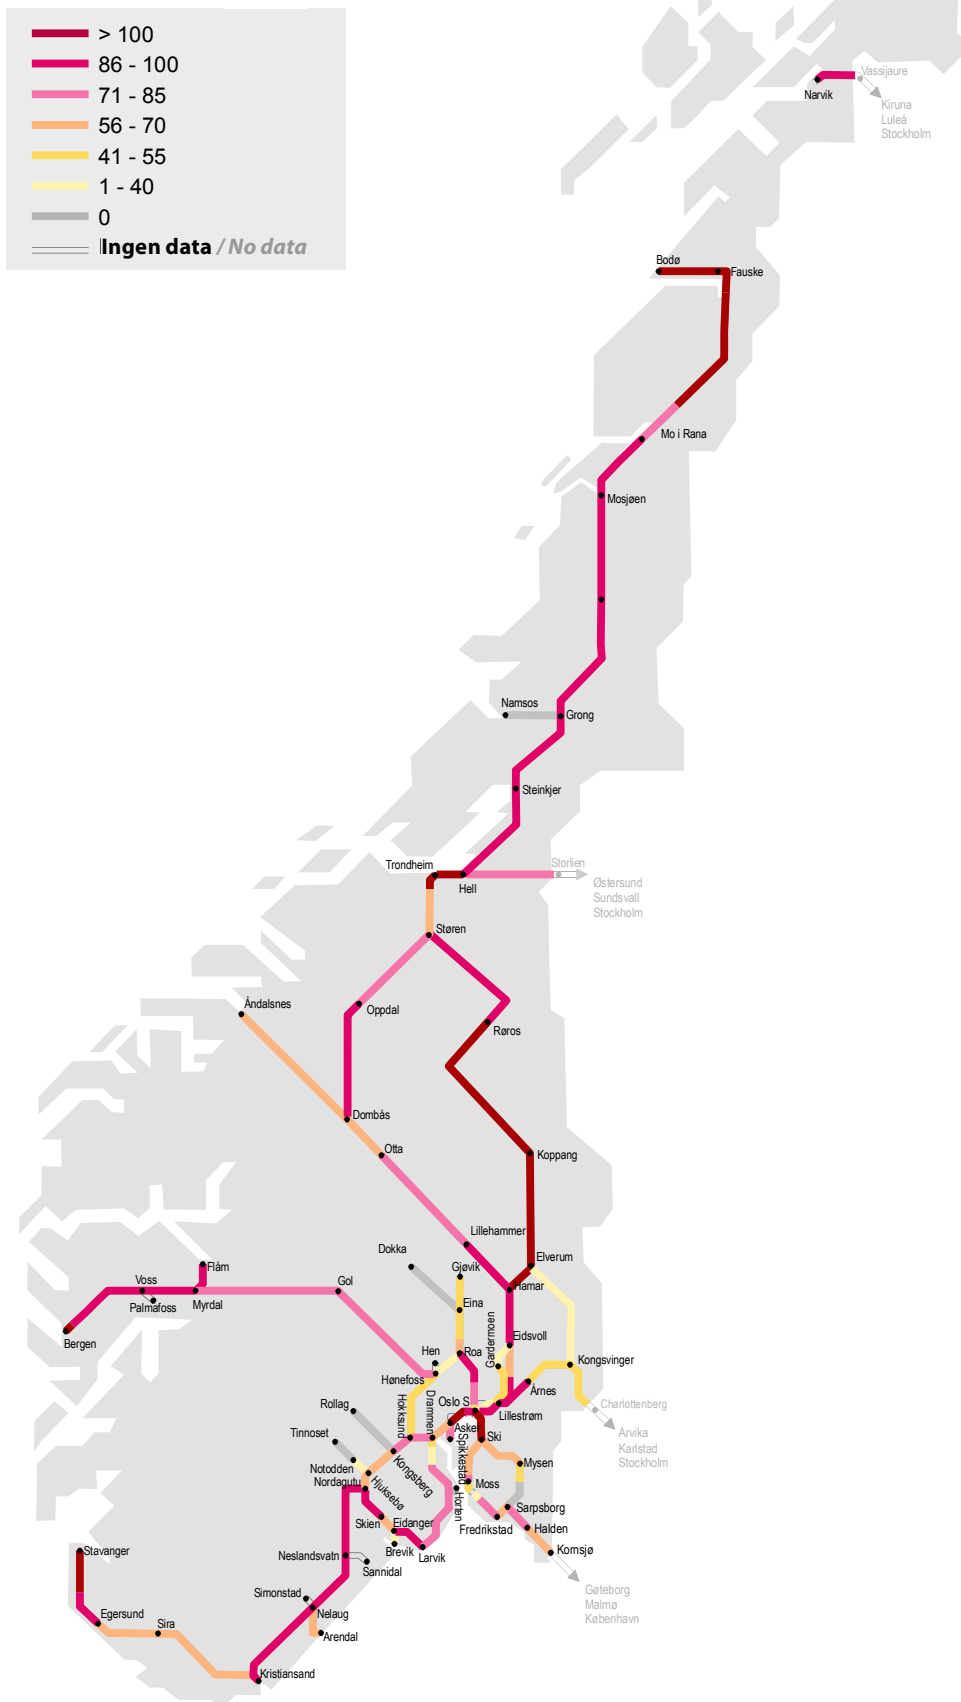 > 100
86 - 100
71 - 85
56 - 70
41 - 55
1 - 40
0
Ingen data / No data
Vassijaure
Narvik
Kiruna
Luleå
Stockholm
Bodø
Fauske
Mo i Rana
Mosjøen
Namsos
Grong
Steinkjer
Trondheim
Storlien
Hell
Østersund
Sundsvall
Stockholm
Støren
Åndalsnes
Oppdal
Røros
Dombås
Otta
Koppang
Lillehammer
Dokka
Elverum
Flåm
Gjøvik
Voss
Gol
Hamar
Palmafoss
Myrdal
Eina
Bergen
Gardermoen
Eidsvoll
Hen
Roa
Kongsvinger
Hønefoss
Årnes
Rollag
Hokksund
Drammen
Oslo S
Lillestrøm
Charlottenberg
Asker
Tinnoset
Spikkestad
Ski
Arvika
Karlstad
Stockholm
Notodden
Kongsberg
Mysen
Nordagutu
Hjuksebø
Moss
Horten
Sarpsborg
Skien
Eidanger
Fredrikstad
Halden
Stavanger
Brevik
Larvik
Kornsjø
Neslandsvatn
Sannidal
Simonstad
Gøteborg
Malmø
København
Egersund
Nelaug
Sira
Arendal
Kristiansand